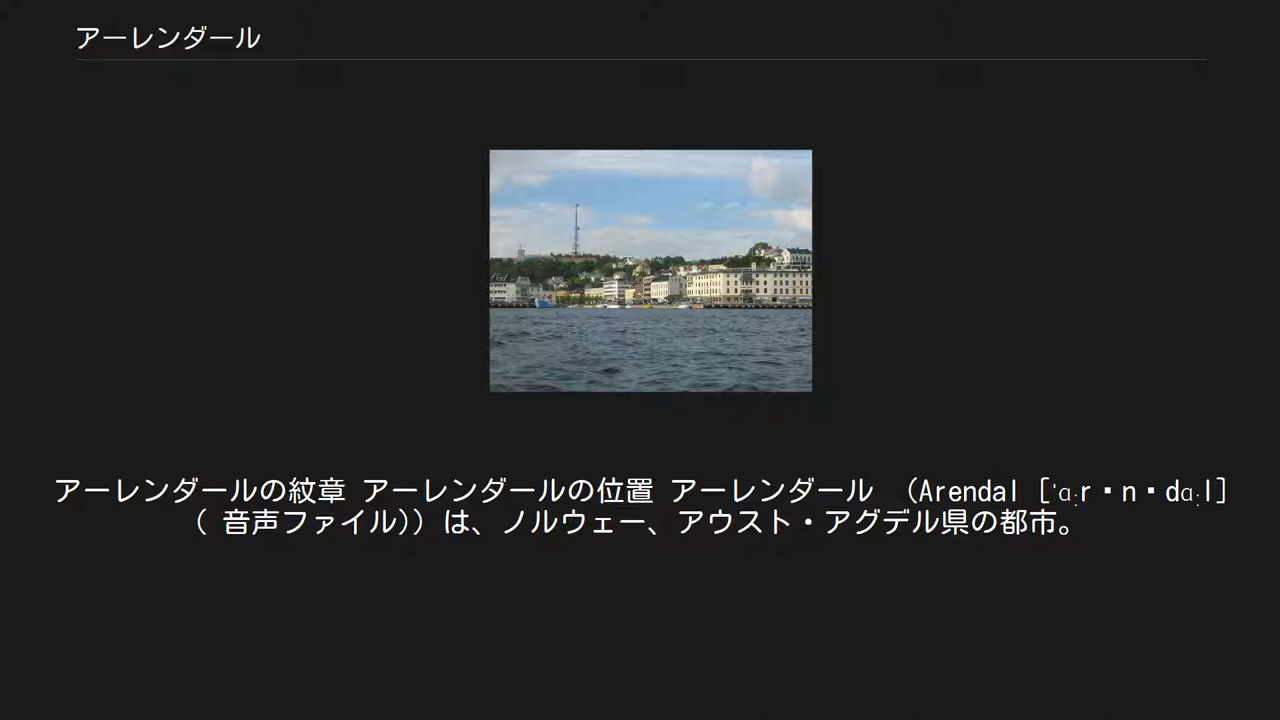 アーレンダール
アーレンダールの紋章 アーレンダールの位置 アーレンダール （Arendal [ˈɑːr・n・dɑːl]
（ 音声ファイル)）は、ノルウェー、アウスト・アグデル県の都市。